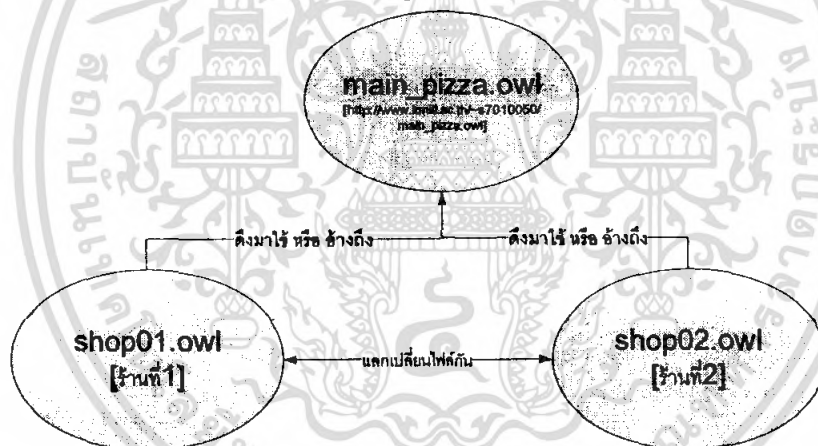 main_pizza.owl
main_pizza.owl]
ดึงมาใช้ หรือ อ้างถึง
ดึงมาใช้ หรือ อ้างถึง
shop01.owl
[ร้านที่1]
แลกเปลี่ยนไฟล์กัน
shop02.owl
[ร้านที่2]